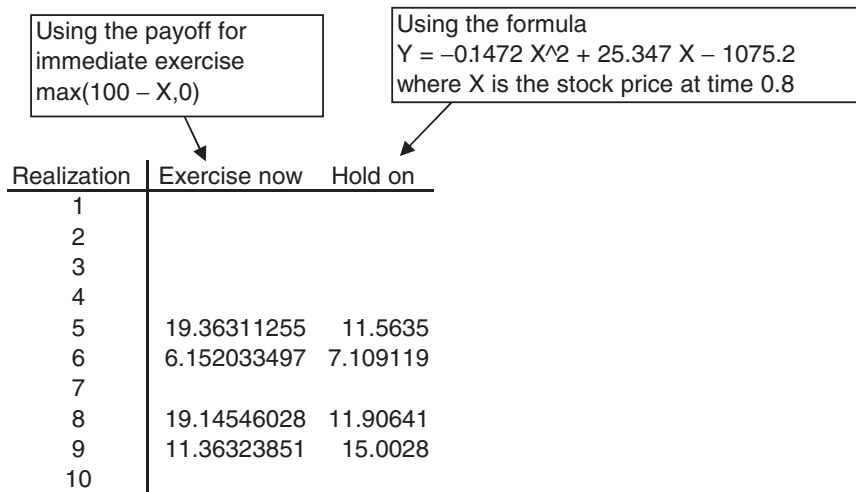 Using the payoff for
immediate exercise
max(100 – X,0)
Using the formula
Y = –0.1472 X^2 + 25.347 X – 1075.2
where X is the stock price at time 0.8
Realization Exercise now Hold on
1
2
3
4
5 19.36311255 11.5635
6 6.152033497 7.109119
7
8 19.14546028 11.90641
9 11.36323851 15.0028
10